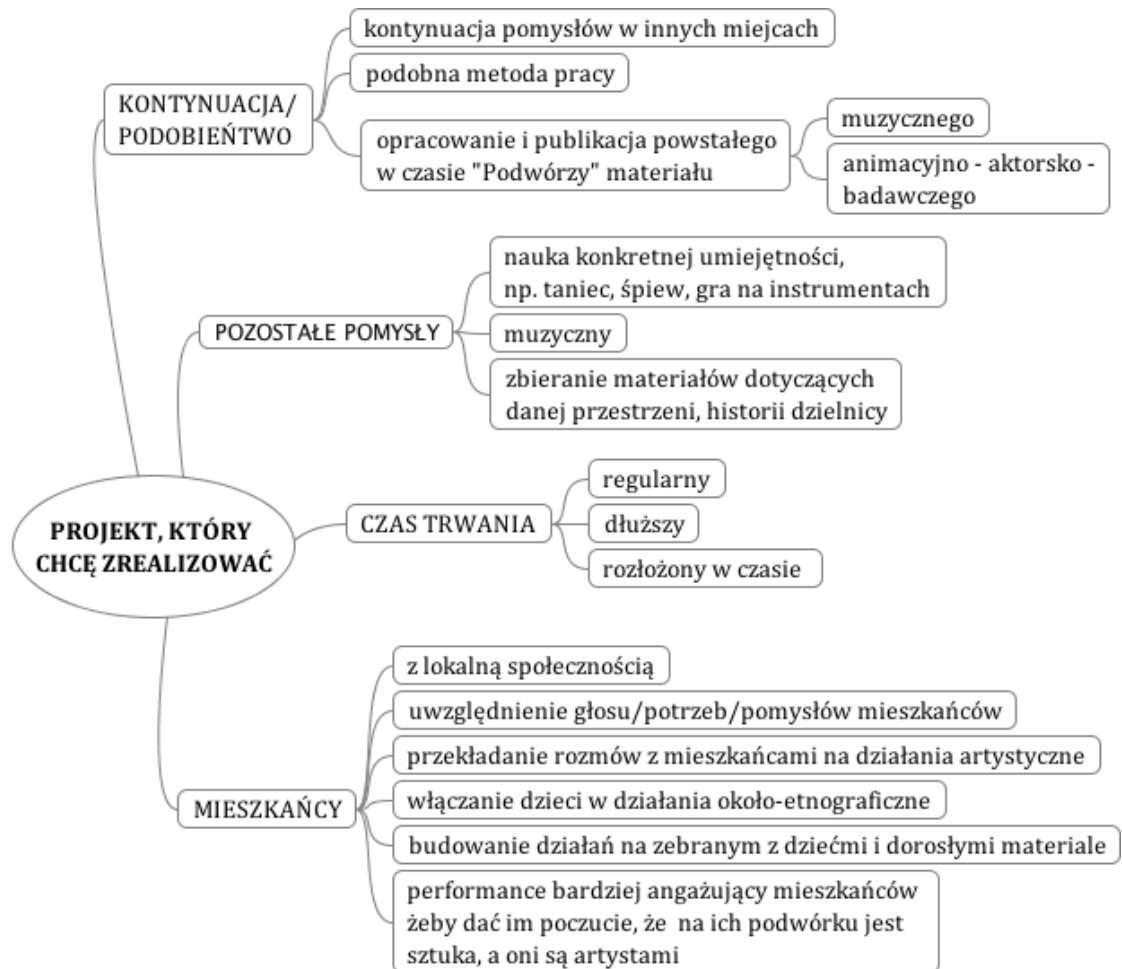 kontynuacja pomysłów w innych miejcach
podobna metoda pracy
KONTYNUACJA/
PODOBIEŃTWO
opracowanie i publikacja powstałego
w czasie "Podwórzy" materiału
muzycznego
animacyjno - aktorsko -
badawczego
nauka konkretnej umiejętności,
np. taniec, śpiew, gra na instrumentach
POZOSTAŁE POMYSŁY
muzyczny
zbieranie materiałów dotyczących
danej przestrzeni, historii dzielnicy
PROJEKT, KTÓRY
CHCĘ ZREALIZOWAĆ
regularny
CZAS TRWANIA
dłuższy
rozłożony w czasie
z lokalną społecznością
uwzględnienie głosu/potrzeb/pomysłów mieszkańców
przekładanie rozmów z mieszkańcami na działania artystyczne
MIESZKAŃCY
włączanie dzieci w działania około-etnograficzne
budowanie działań na zebranym z dziećmi i dorosłymi materiale
performance bardziej angażujący mieszkańców
żeby dać im poczucie, że na ich podwórku jest
sztuka, a oni są artystami